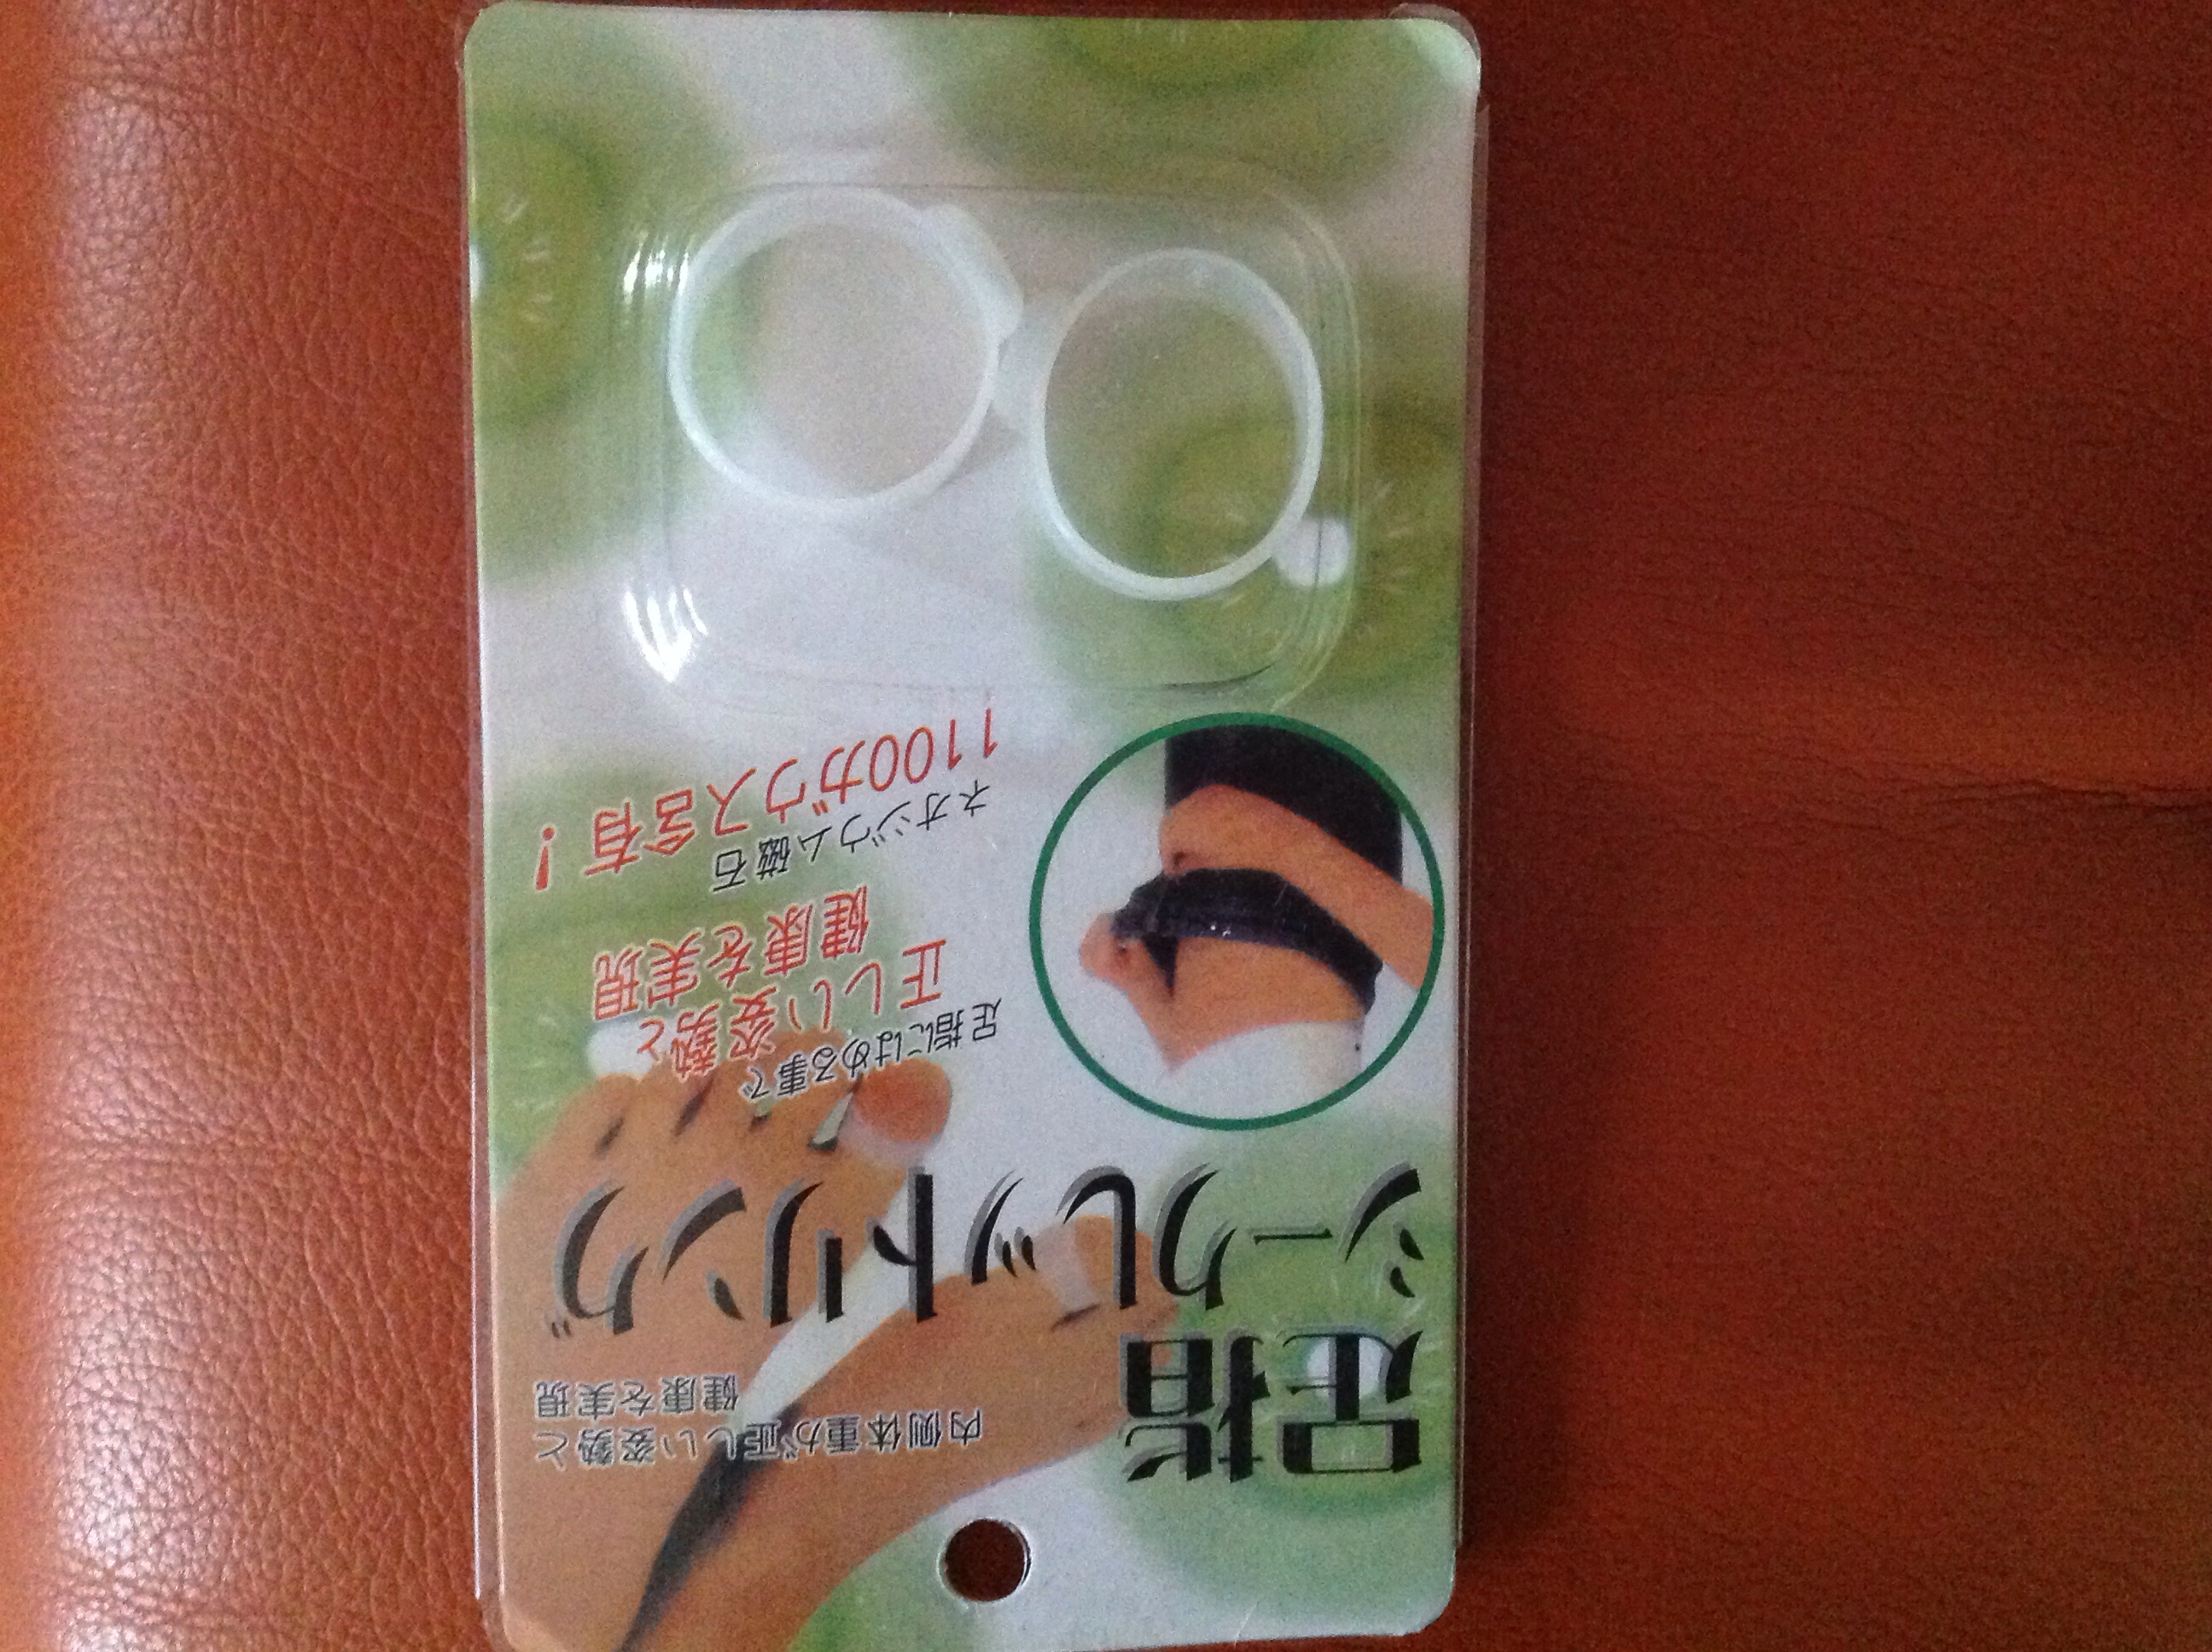 内側体重が正しい姿勢と
健康を実現
足指
シークレットリング
足指にはめる事で
正しい姿勢と
健康を実現
ネオジウム磁石
1100ガウス含有！